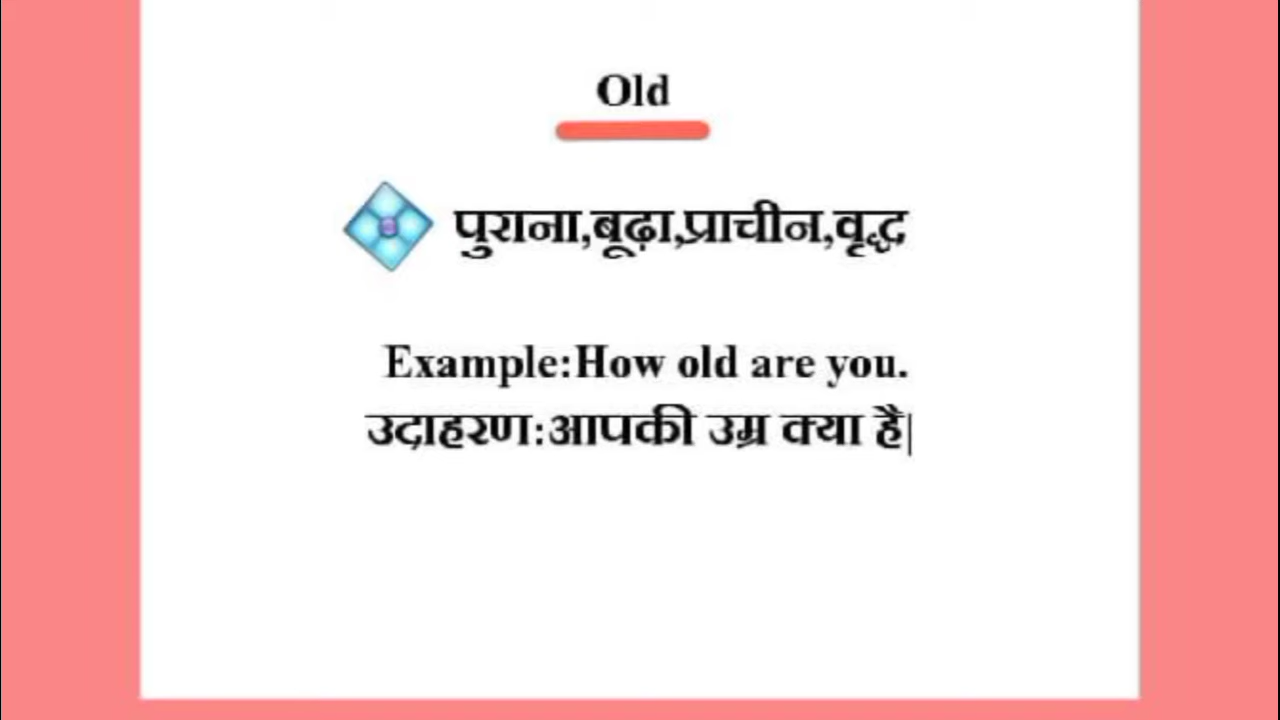 Old
पुराना,बूढ़ा,प्राचीन,वृद्ध
Example:How old are you.
उदाहरण:आपकी उम्र क्या है|